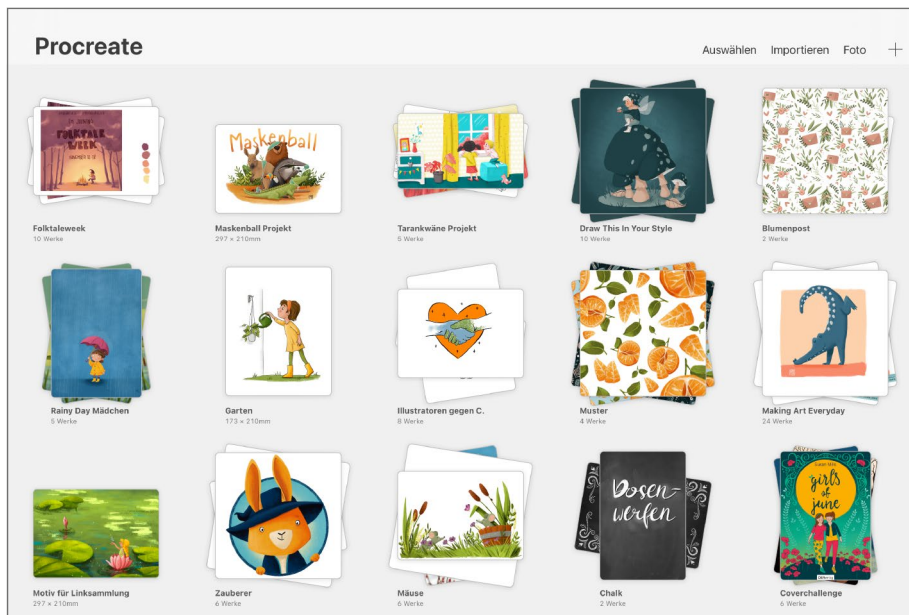 Procreate
Auswählen Importieren Foto
FOLKTALE
WEEK
Maskenball
Folktaleweek
10 Werke
Maskenball Projekt
297 × 210mm
Tarankwäne Projekt
5 Werke
Draw This In Your Style
10 Werke
Blumenpost
2 Werke
Rainy Day Mädchen
5 Werke
Garten
173 × 210mm
Illustratoren gegen C.
8 Werke
Muster
4 Werke
Making Art Everyday
24 Werke
Dosen-
werfen
girls
of
june
Motiv für Linksammlung
297 × 210mm
Zauberer
6 Werke
Mäuse
6 Werke
Chalk
2 Werke
Coverchallenge
6 Werke